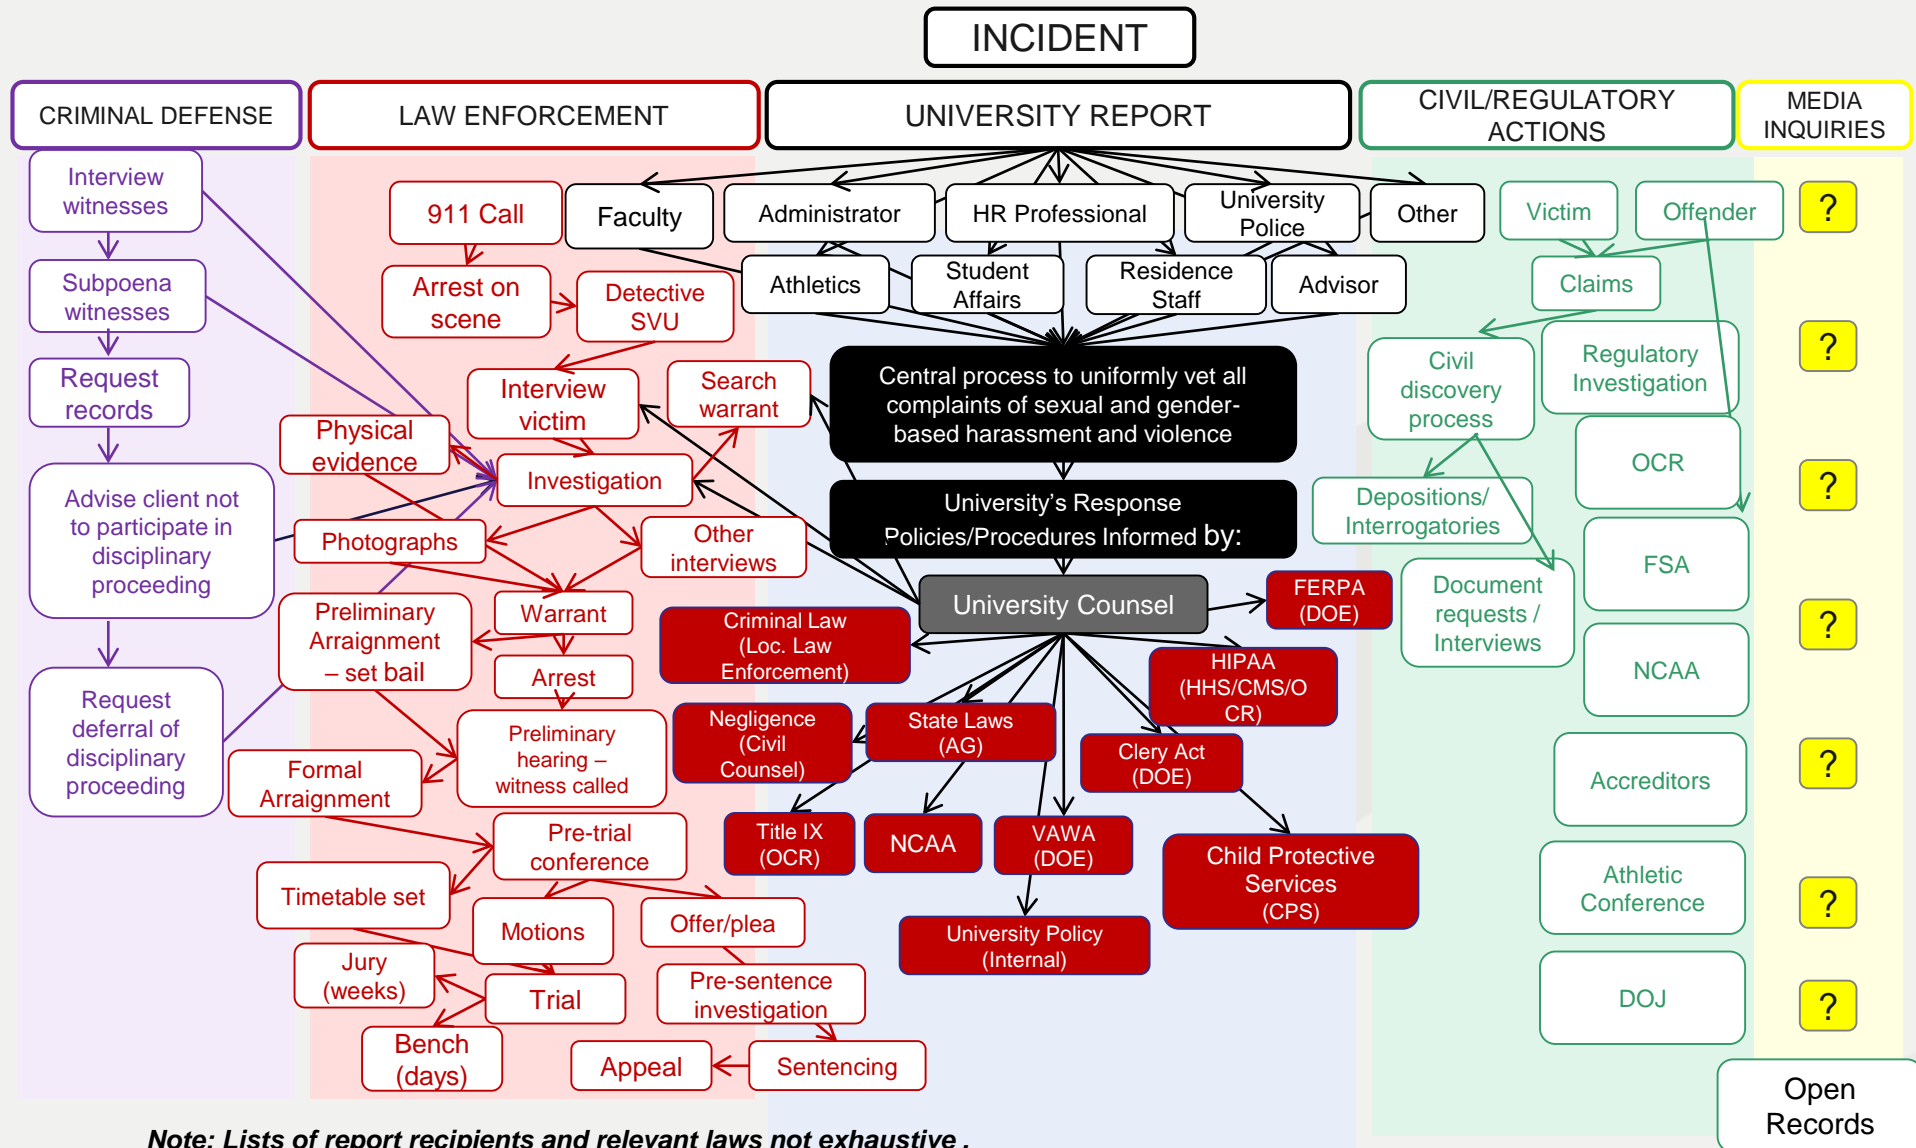 INCIDENT
CRIMINAL DEFENSE
LAW ENFORCEMENT
UNIVERSITY REPORT
CIVIL/REGULATORY
ACTIONS
MEDIA
INQUIRIES
Interview
witnesses
Subpoena
witnesses
Request
records
Advise client not
to participate in
disciplinary
proceeding
Request
deferral of
disciplinary
proceeding
911 Call
Arrest on
scene
Detective
SVU
Interview
victim
Search
warrant
Physical
evidence
Investigation
Photographs
Other
interviews
Warrant
Preliminary
Arraignment
– set bail
Arrest
Preliminary
hearing –
witness called
Formal
Arraignment
Pre-trial
conference
Timetable set
Motions
Offer/plea
Jury
(weeks)
Trial
Pre-sentence
investigation
Bench
(days)
Appeal
Sentencing
Faculty
Administrator
HR Professional
University
Police
Other
Athletics
Student
Affairs
Residence
Staff
Advisor
Central process to uniformly vet all
complaints of sexual and gender-
based harassment and violence
University’s Response
Policies/Procedures Informed by:
University Counsel
FERPA
(DOE)
Criminal Law
(Loc. Law
Enforcement)
HIPAA
(HHS/CMS/O
CR)
Negligence
(Civil
Counsel)
State Laws
(AG)
Clery Act
(DOE)
Title IX
(OCR)
NCAA
VAWA
(DOE)
Child Protective
Services
(CPS)
University Policy
(Internal)
Victim
Offender
Claims
Civil
discovery
process
Regulatory
Investigation
OCR
Depositions/
Interrogatories
FSA
Document
requests /
Interviews
NCAA
Accreditors
Athletic
Conference
DOJ
?
?
?
?
?
?
?
Open
Records
Note: Lists of report recipients and relevant laws not exhaustive .